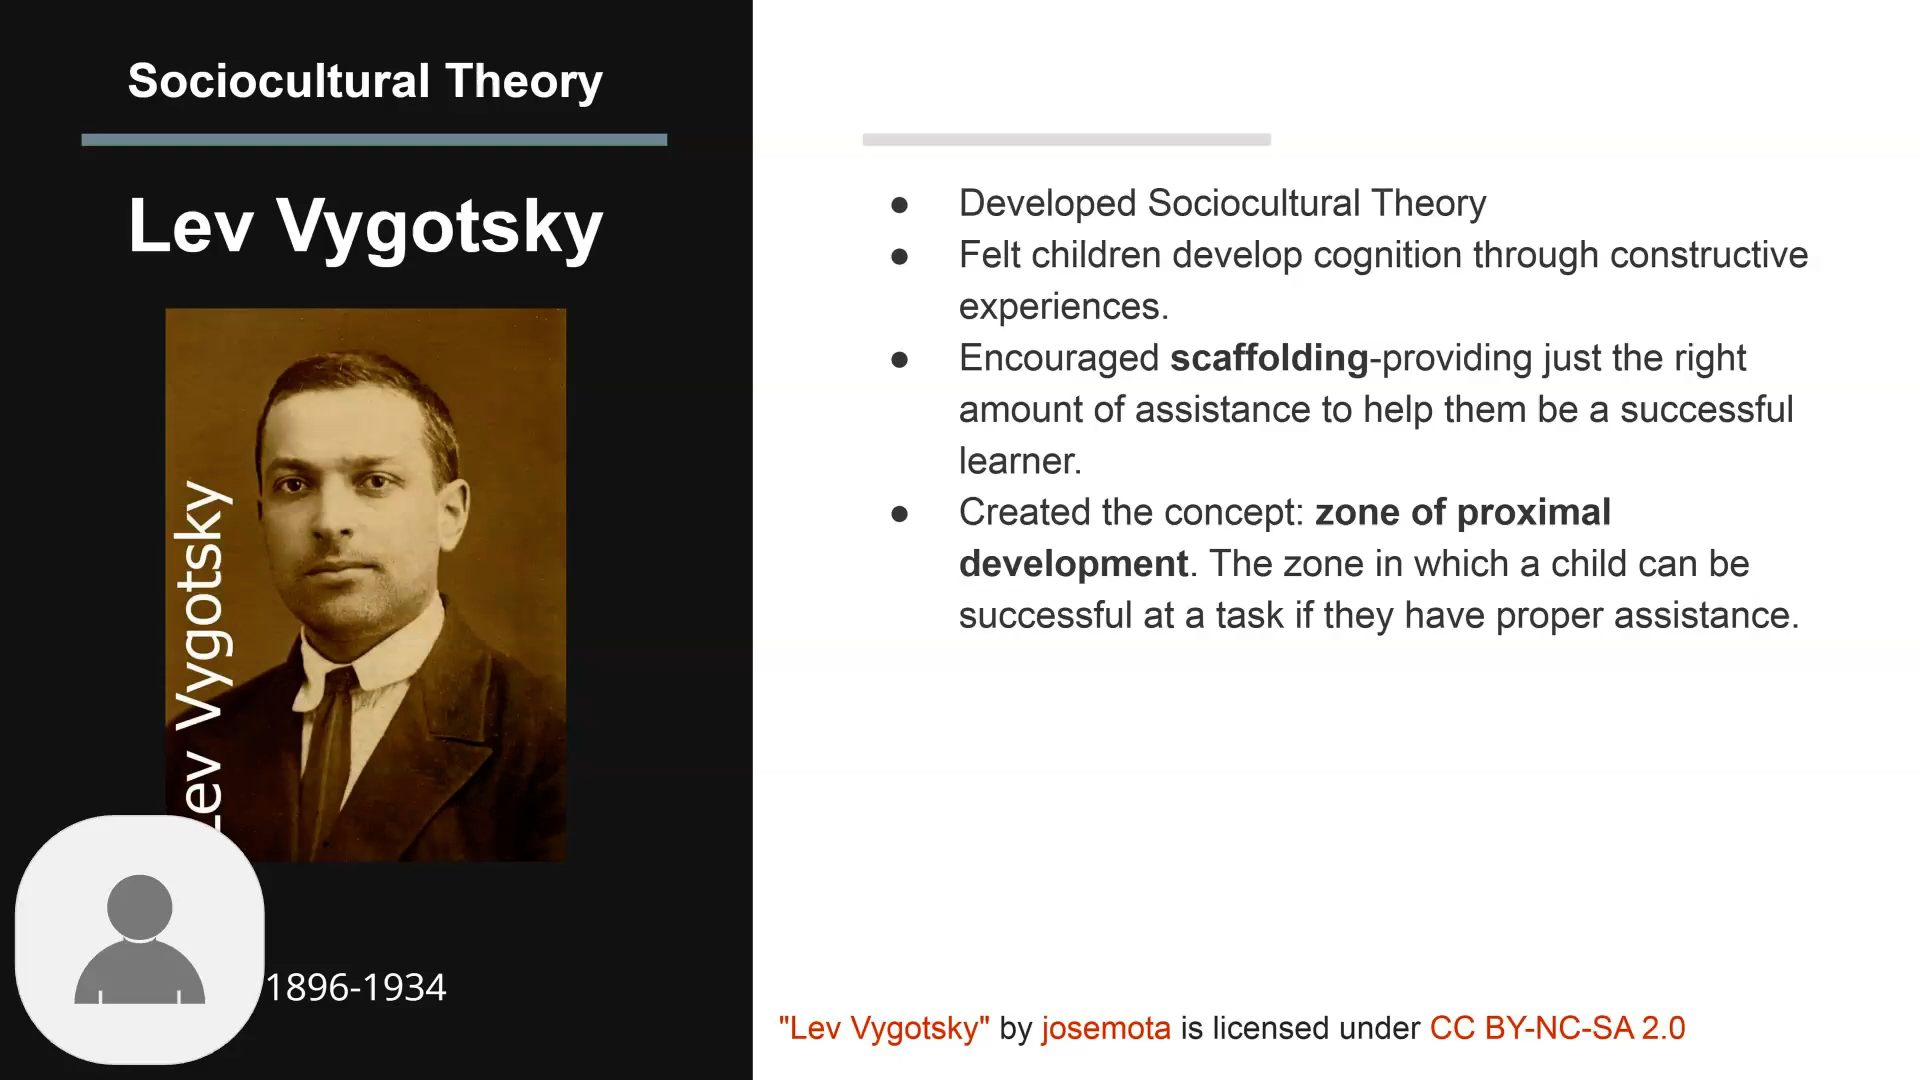 Sociocultural Theory
Lev Vygotsky
Lev Vygotsky
1896-1934
● Developed Sociocultural Theory
● Felt children develop cognition through constructive
experiences.
● Encouraged scaffolding-providing just the right
amount of assistance to help them be a successful
learner.
● Created the concept: zone of proximal
development. The zone in which a child can be
successful at a task if they have proper assistance.
"Lev Vygotsky" by josemota is licensed under CC BY-NC-SA 2.0